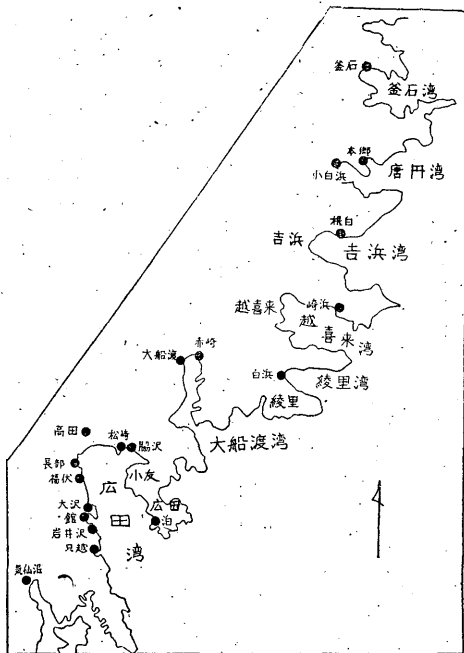 釜石
釜石湾
本郷
小白浜
唐丹湾
根白
吉浜
吉浜湾
崎浜
越喜来
越喜来湾
赤崎
大船渡
白浜
綾里湾
綾里
大船渡湾
高田
松崎
脇沢
長部
小友
福伏
広田湾
広田
大沢
泊
館
岩井沢
只越
気仙沼